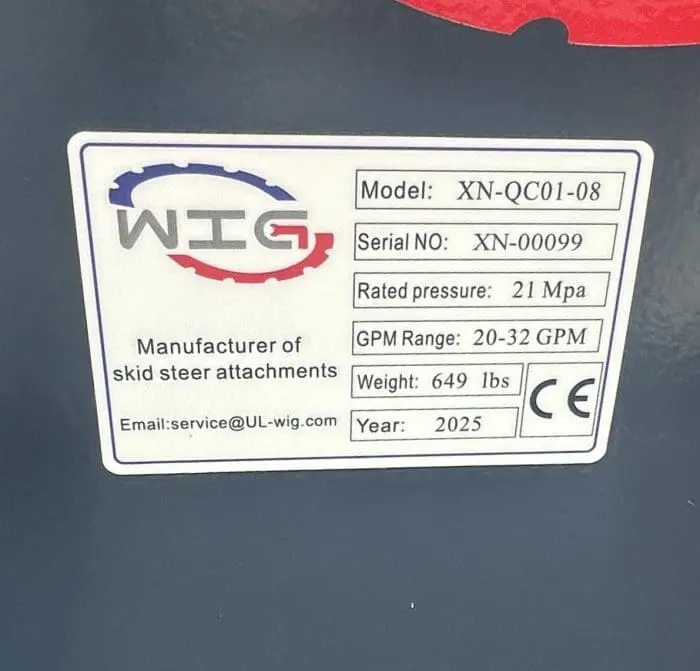 WIG
Manufacturer of
skid steer attachments
Email:service@UL-wig.com
Model: XN-QC01-08
Serial NO: XN-00099
Rated pressure: 21 Mpa
GPM Range: 20-32 GPM
Weight: 649 lbs
Year: 2025
CE